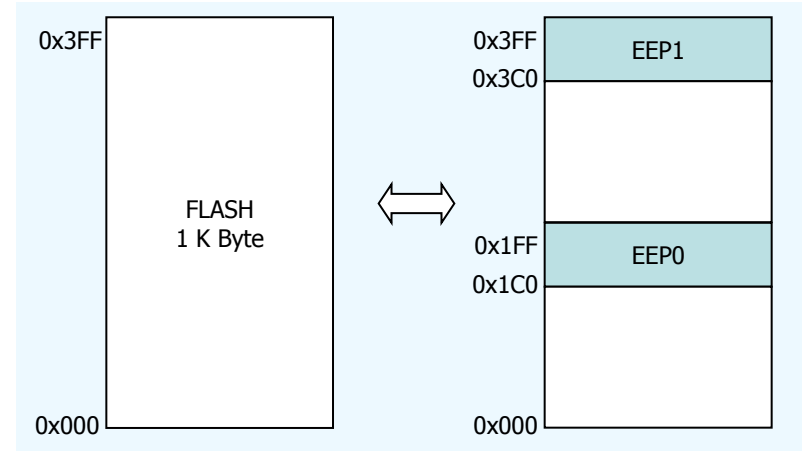 0x3FF
FLASH
1 K Byte
0x000
0x3FF
EEP1
0x3C0
0x1FF
EEP0
0x1C0
0x000